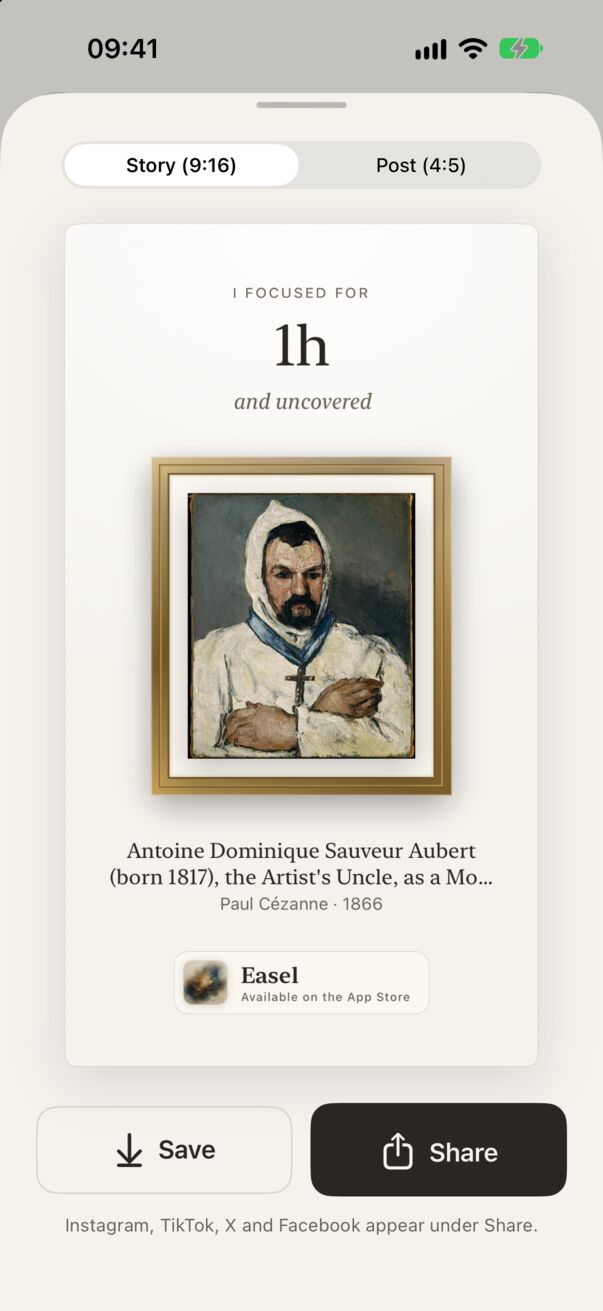 09:41
Story (9:16)
Post (4:5)
I FOCUSED FOR
1h
and uncovered
Antoine Dominique Sauveur Aubert
(born 1817), the Artist's Uncle, as a Mo...
Paul Cézanne · 1866
Easel
Available on the App Store
Save
Share
Instagram, TikTok, X and Facebook appear under Share.